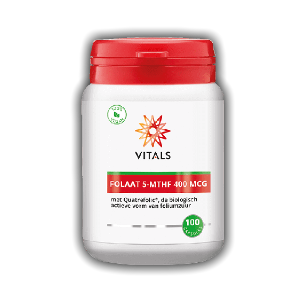 VITALS
FOLAAT 5-MTHF 400 MCG
met Quatrefolic®, de biologisch
actieve vorm van foliumzuur
100